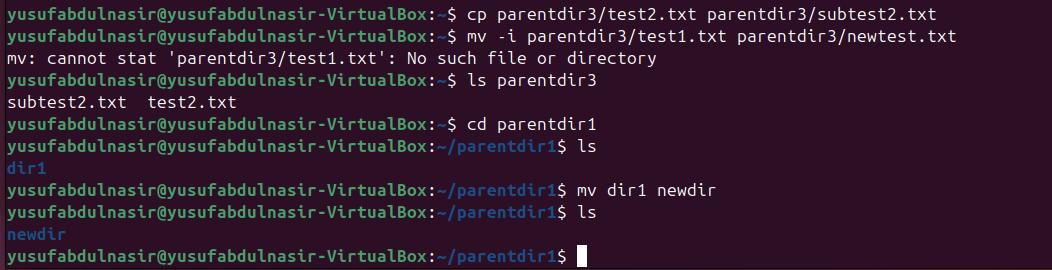 yusufabdulnasir@yusufabdulnasir-VirtualBox:~$ cp parentdir3/test2.txt parentdir3/subtest2.txt
yusufabdulnasir@yusufabdulnasir-VirtualBox:~$ mv -i parentdir3/test1.txt parentdir3/newtest.txt
mv: cannot stat 'parentdir3/test1.txt': No such file or directory
yusufabdulnasir@yusufabdulnasir-VirtualBox:~$ ls parentdir3
subtest2.txt  test2.txt
yusufabdulnasir@yusufabdulnasir-VirtualBox:~$ cd parentdir1
yusufabdulnasir@yusufabdulnasir-VirtualBox:~/parentdir1$ ls
dir1
yusufabdulnasir@yusufabdulnasir-VirtualBox:~/parentdir1$ mv dir1 newdir
yusufabdulnasir@yusufabdulnasir-VirtualBox:~/parentdir1$ ls
newdir
yusufabdulnasir@yusufabdulnasir-VirtualBox:~/parentdir1$